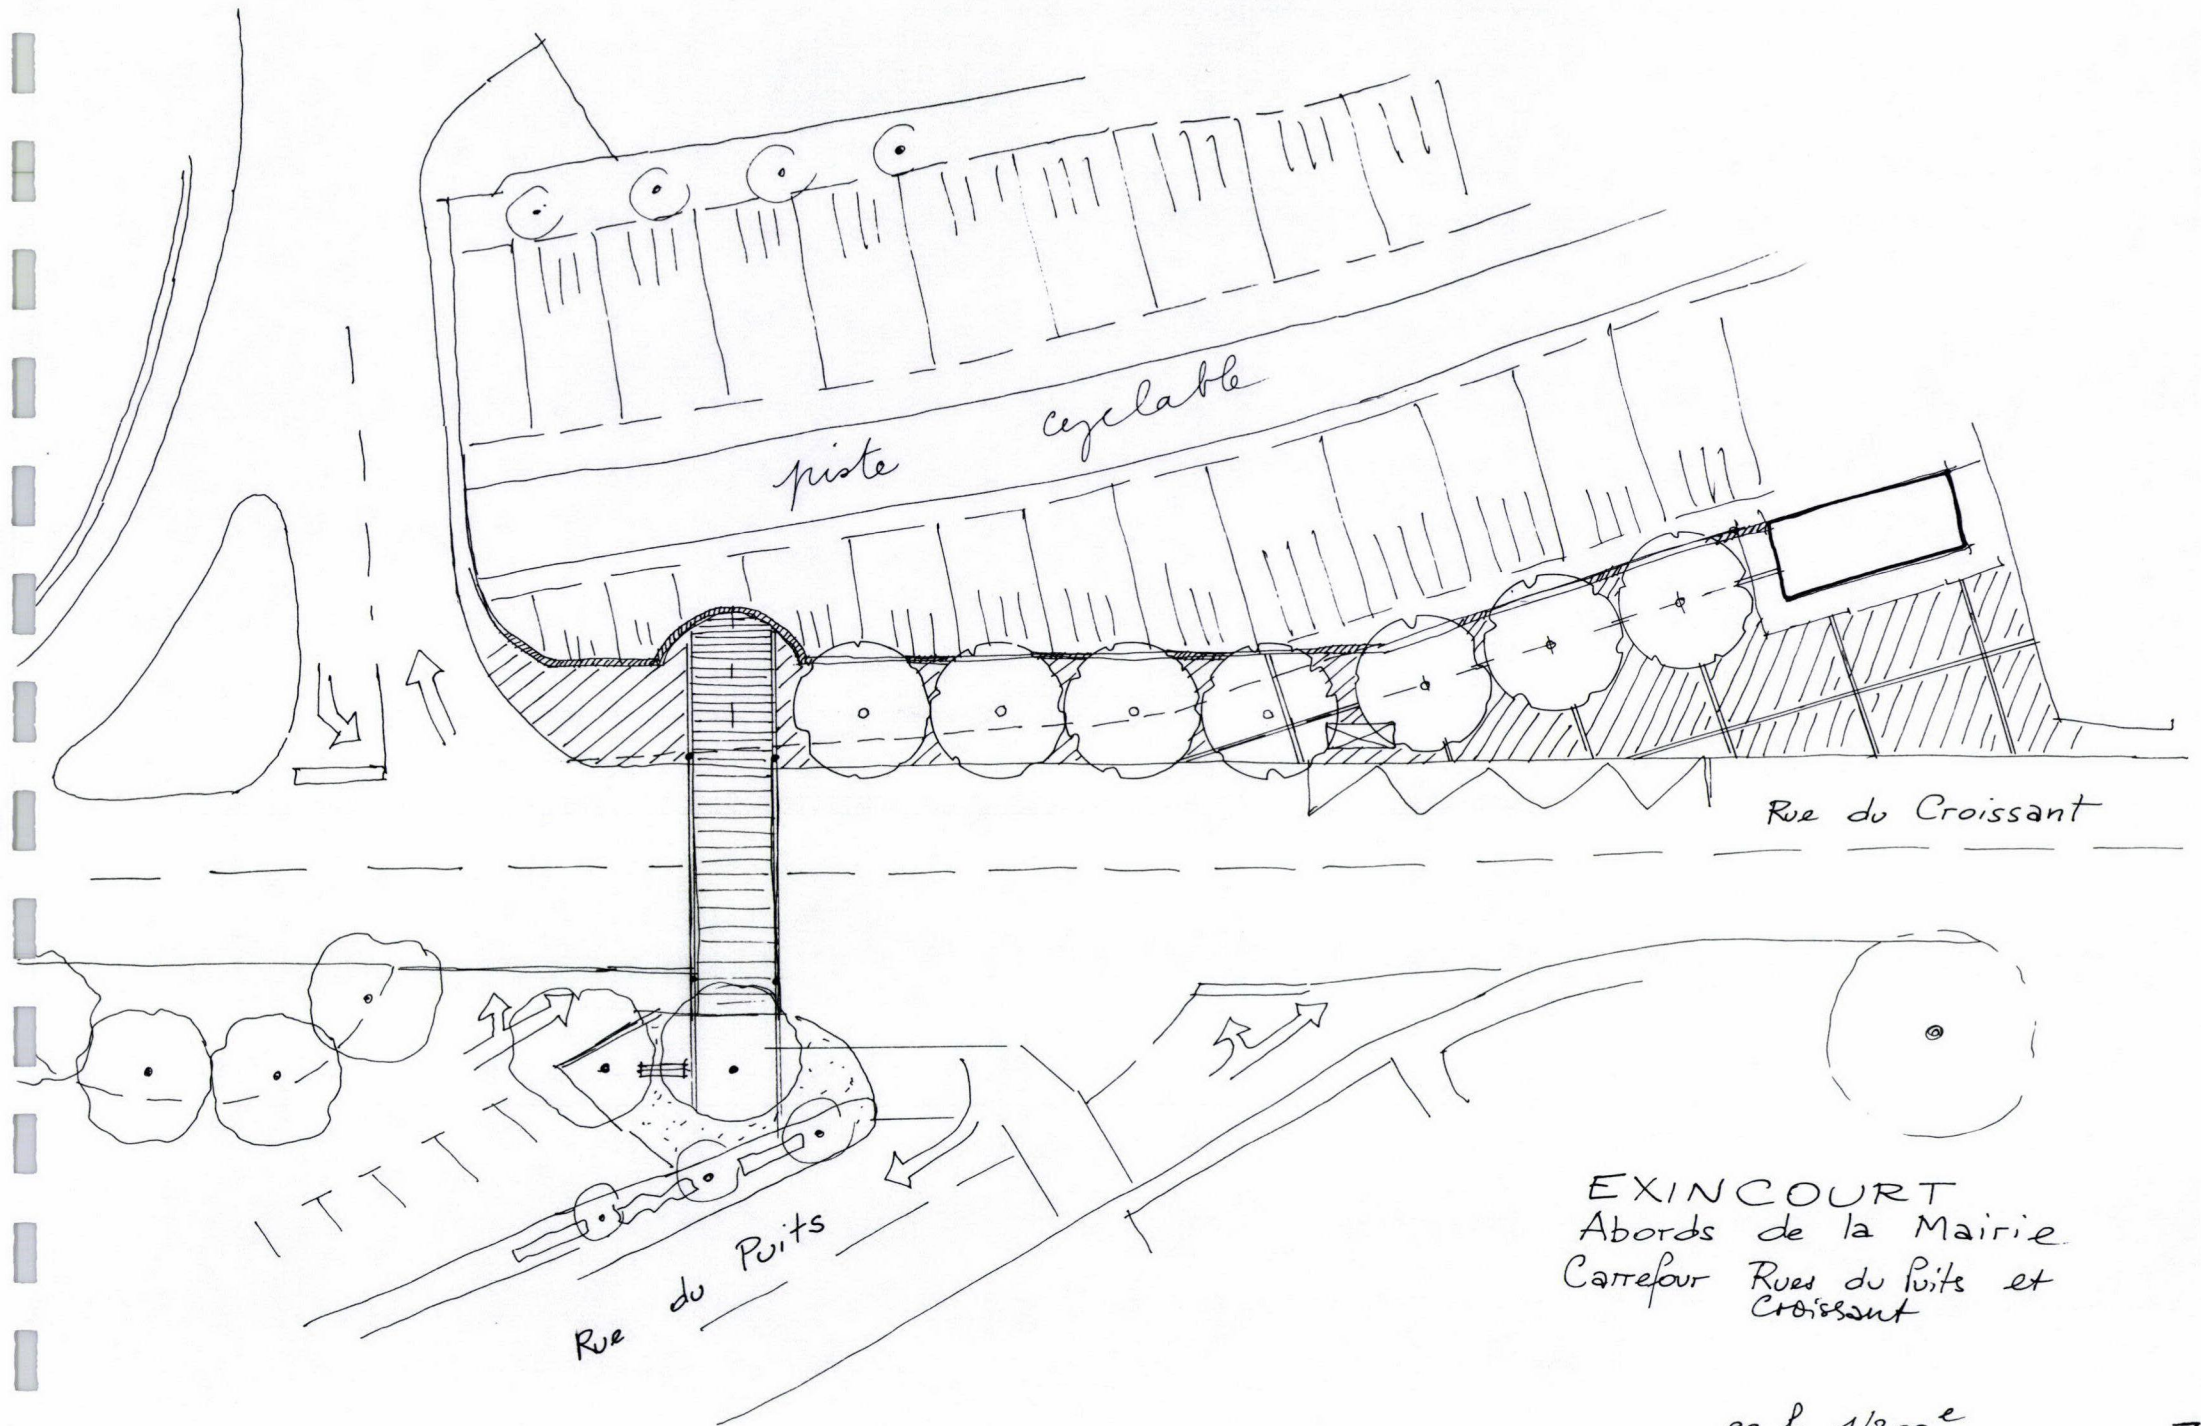 piste cyclable
Rue du Croissant
Rue du Puits
EXINCOURT
Abords de la Mairie
Carrefour Rues du Puits et
Croissant